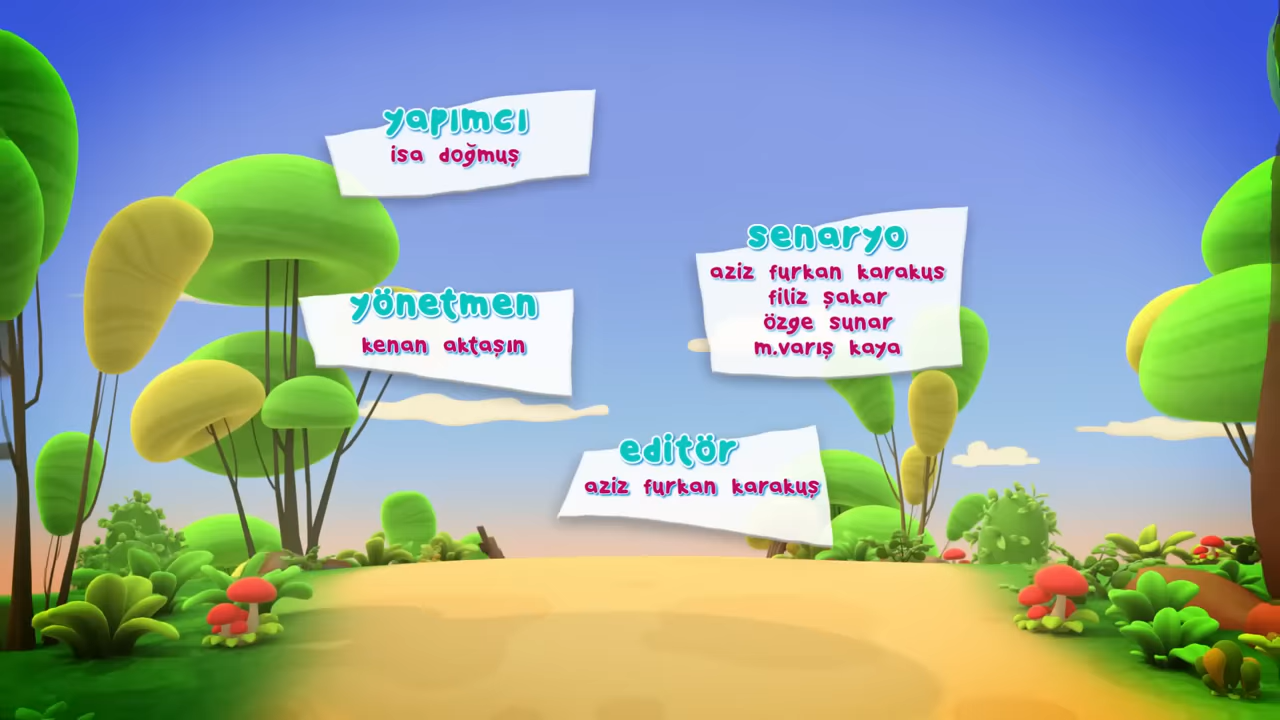 yapımcı
isa doğmuş
yönetmen
kenan aktaşın
senaryo
aziz furkan karakuş
filiz şakar
özge sunar
m.varış kaya
editör
aziz furkan karakuş